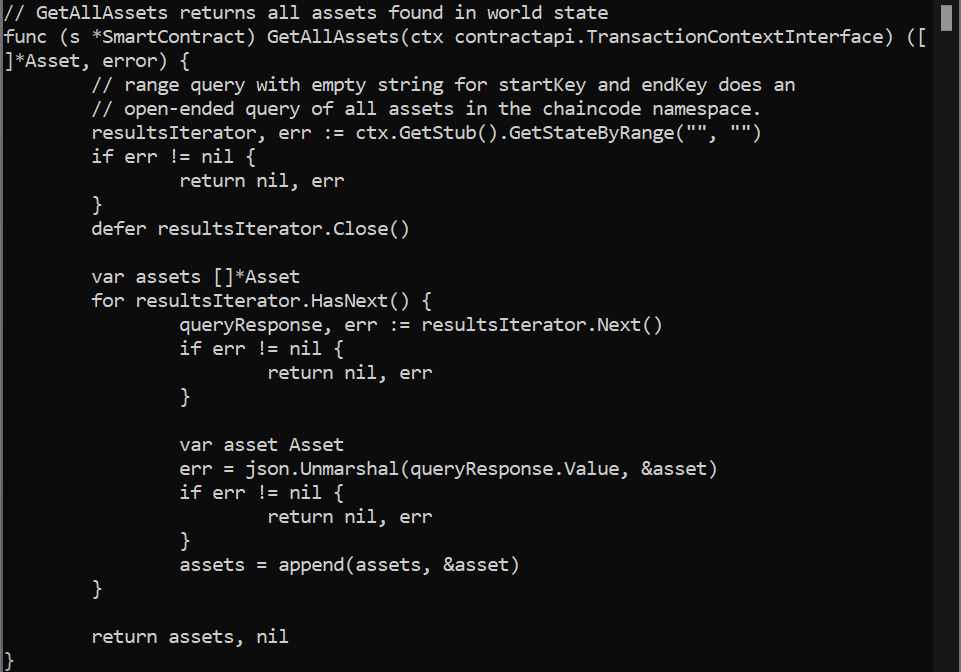 // GetAllAssets returns all assets found in world state
func (s *SmartContract) GetAllAssets(ctx contractapi.TransactionContextInterface) ([
]*Asset, error) {
        // range query with empty string for startKey and endKey does an
        // open-ended query of all assets in the chaincode namespace.
        resultsIterator, err := ctx.GetStub().GetStateByRange("", "")
        if err != nil {
                return nil, err
        }
        defer resultsIterator.Close()

        var assets []*Asset
        for resultsIterator.HasNext() {
                queryResponse, err := resultsIterator.Next()
                if err != nil {
                        return nil, err
                }

                var asset Asset
                err = json.Unmarshal(queryResponse.Value, &asset)
                if err != nil {
                        return nil, err
                }
                assets = append(assets, &asset)
        }

        return assets, nil
}